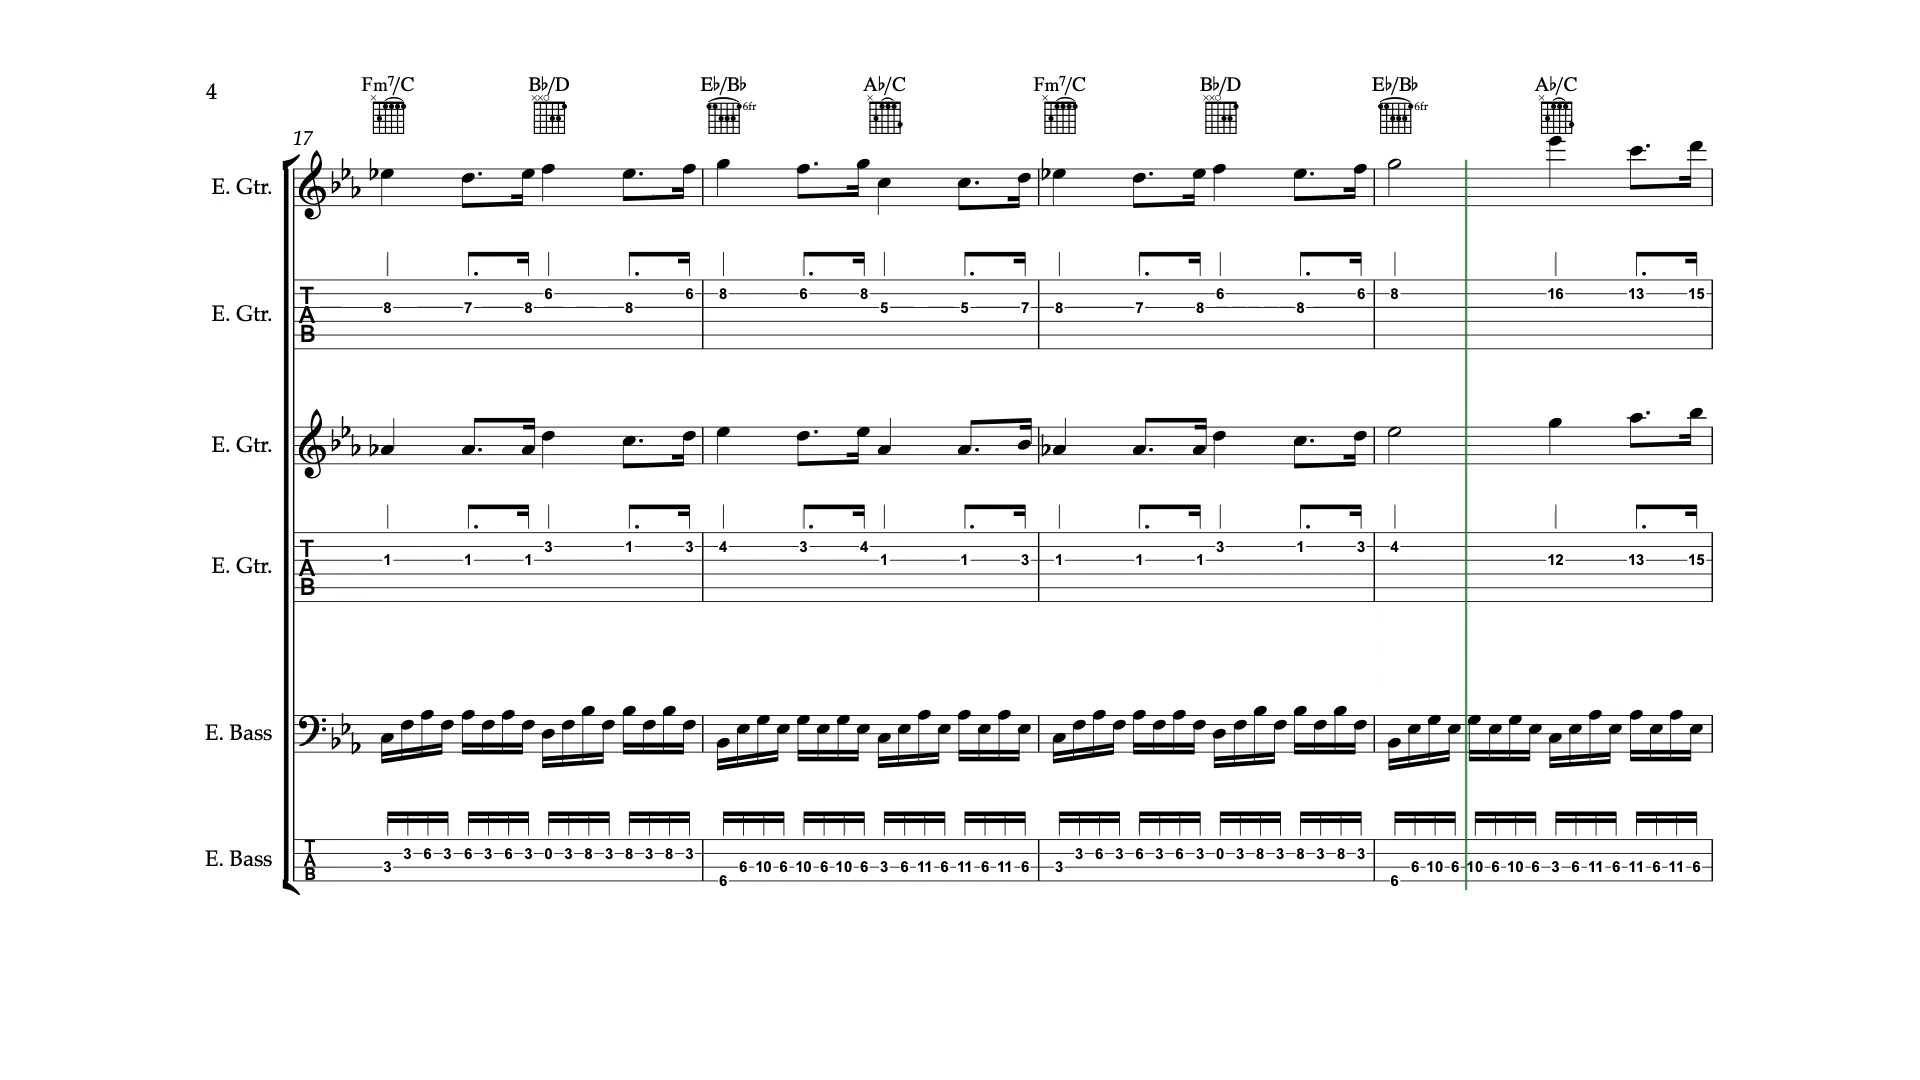 4 Fm7/C B♭/D E♭/B♭ A♭/C Fm7/C B♭/D E♭/B♭ A♭/C
6fr 6fr
17
E. Gtr.
E. Gtr. T A B 8 7 8 6 8 6 8 6 8 5 5 7 8 7 8 6 8 6 8 16 13 15
E. Gtr.
E. Gtr. T A B 1 1 1 3 1 3 4 3 4 1 1 3 1 1 1 3 1 3 4 12 13 15
E. Bass
E. Bass T A B 3 3 6 3 6 3 6 3 0 3 8 3 8 3 8 3 6 6 10 6 10 6 10 6 3 6 11 6 11 6 11 6 3 3 6 3 6 3 6 3 0 3 8 3 8 3 8 3 6 6 10 6 10 6 10 6 3 6 11 6 11 6 11 6